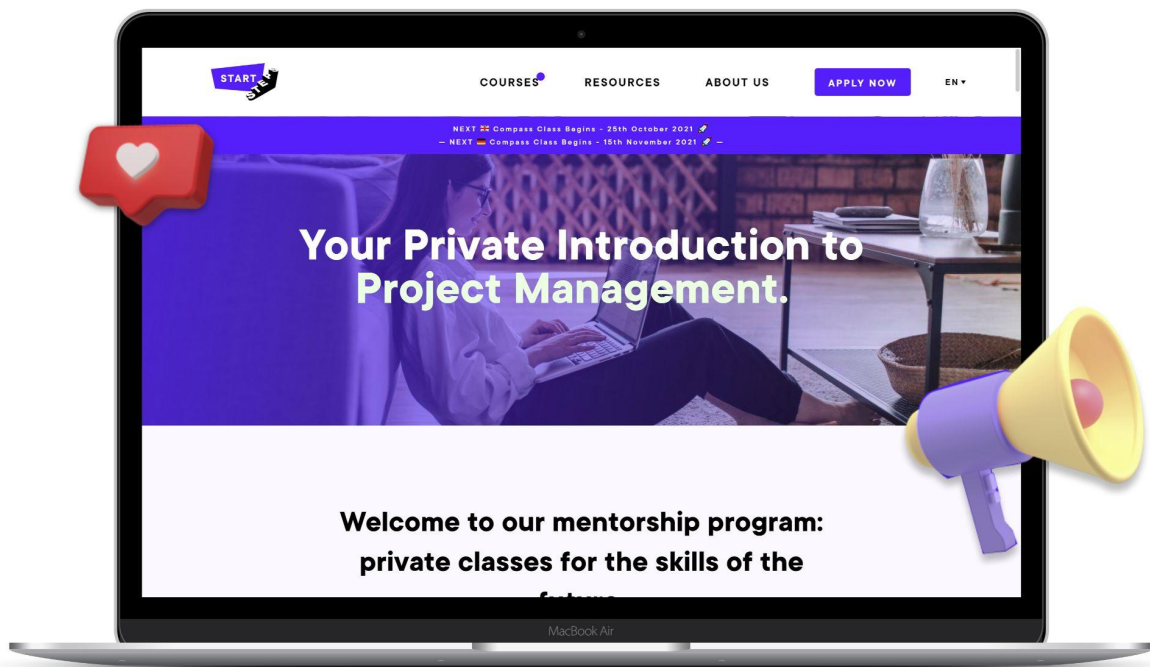 START
STEP
COURSES
RESOURCES
ABOUT US
APPLY NOW
EN
NEXT 🇬🇧 Compass Class Begins - 25th October 2021 🚀
— NEXT 🇩🇪 Compass Class Begins - 15th November 2021 🚀 —
Your Private Introduction to
Project Management.
Welcome to our mentorship program:
private classes for the skills of the
future
MacBook Air